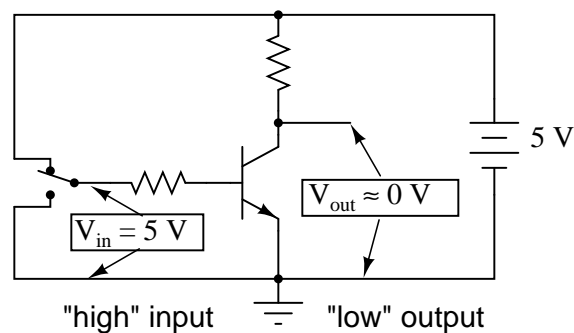 5 V
V_out ≈ 0 V
V_in = 5 V
"high" input
"low" output